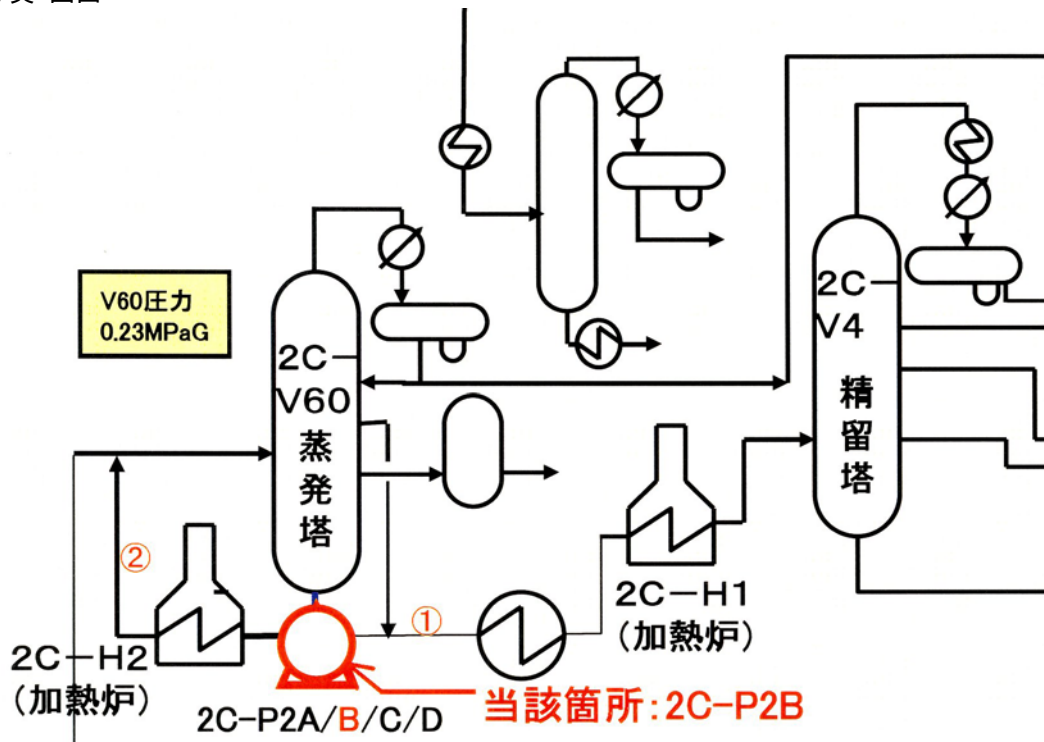 V60圧力
0.23MPaG
2C－
V60
蒸
発
塔
2C－
V4
精
留
塔
②
①
2C－H2
(加熱炉)
2C－H1
(加熱炉)
2C-P2A/B/C/D
当該箇所：2C-P2B